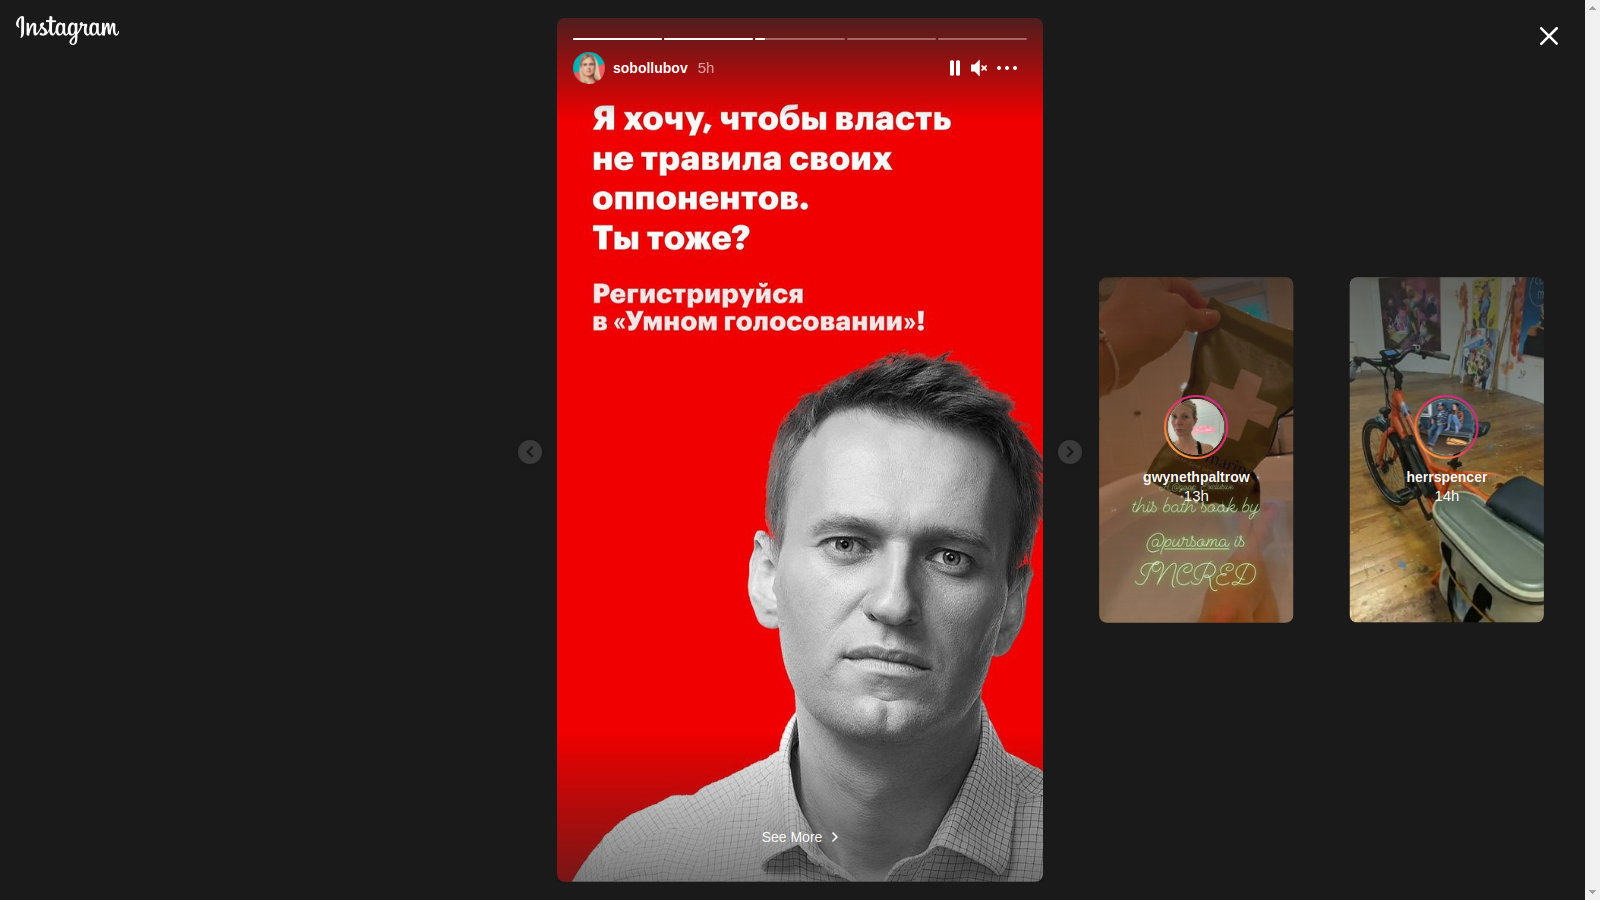 Instagram
sobollubov 5h
Я хочу, чтобы власть
не травила своих
оппонентов.
Ты тоже?
Регистрируйся
в «Умном голосовании»!
See More
gwynethpaltrow
13h
this bath soak by
@pursoma is
INCRED
herrspencer
14h